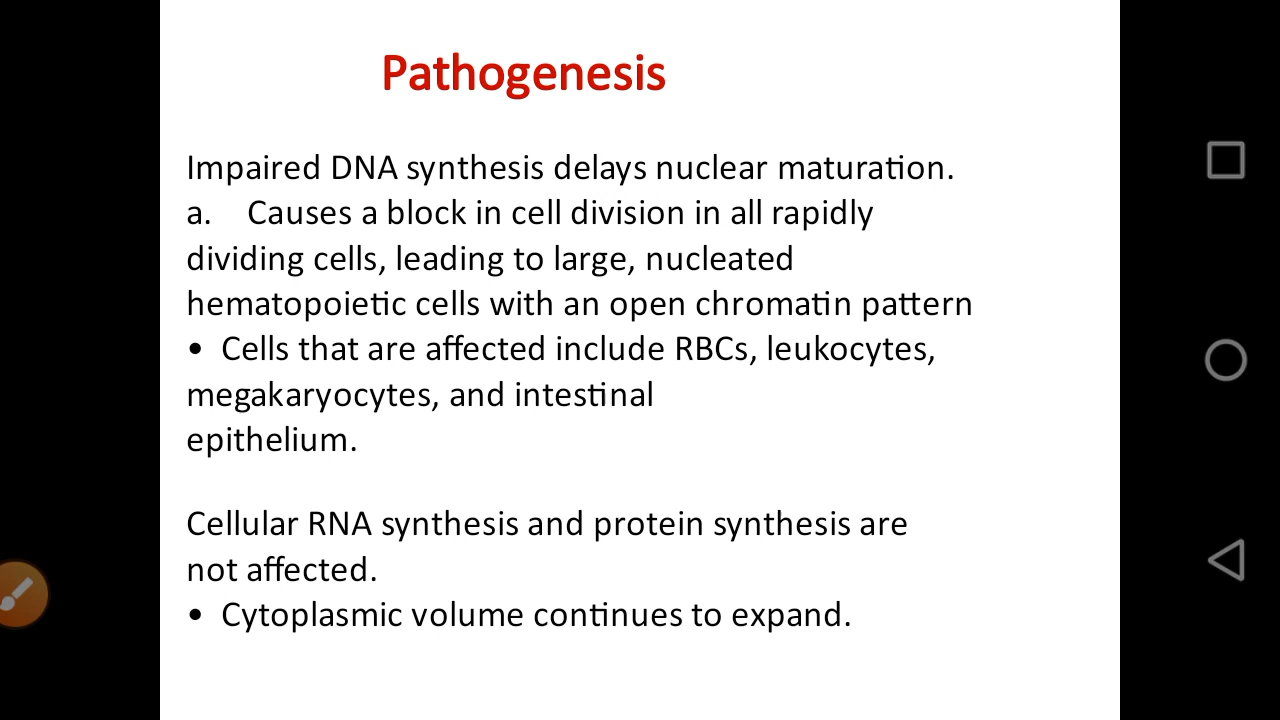 Pathogenesis
Impaired DNA synthesis delays nuclear maturation.
a. Causes a block in cell division in all rapidly
dividing cells, leading to large, nucleated
hematopoietic cells with an open chromatin pattern
• Cells that are affected include RBCs, leukocytes,
megakaryocytes, and intestinal
epithelium.
Cellular RNA synthesis and protein synthesis are
not affected.
• Cytoplasmic volume continues to expand.